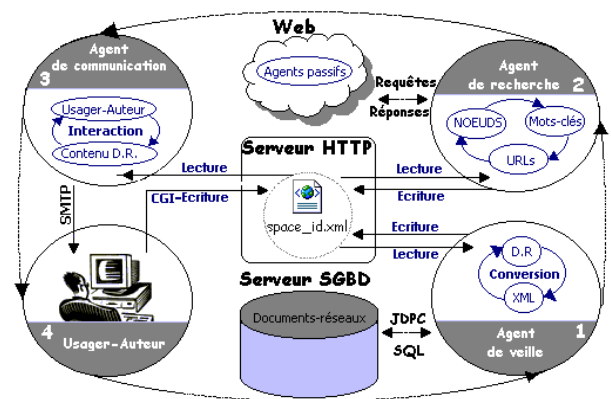 Web
Agent
de communication
3
Agents passifs
Agent
de recherche
2
Requêtes
Réponses
Usager-Auteur
Interaction
Contenu D.R.
NOEUDS
Mots-clés
URLs
Serveur HTTP
Lecture
Lecture
CGI-Ecriture
Ecriture
SMTP
space_id.xml
Ecriture
Lecture
D.R
Conversion
XML
Serveur SGBD
Documents-réseaux
JDPC
SQL
4
Usager-Auteur
Agent
de veille
1